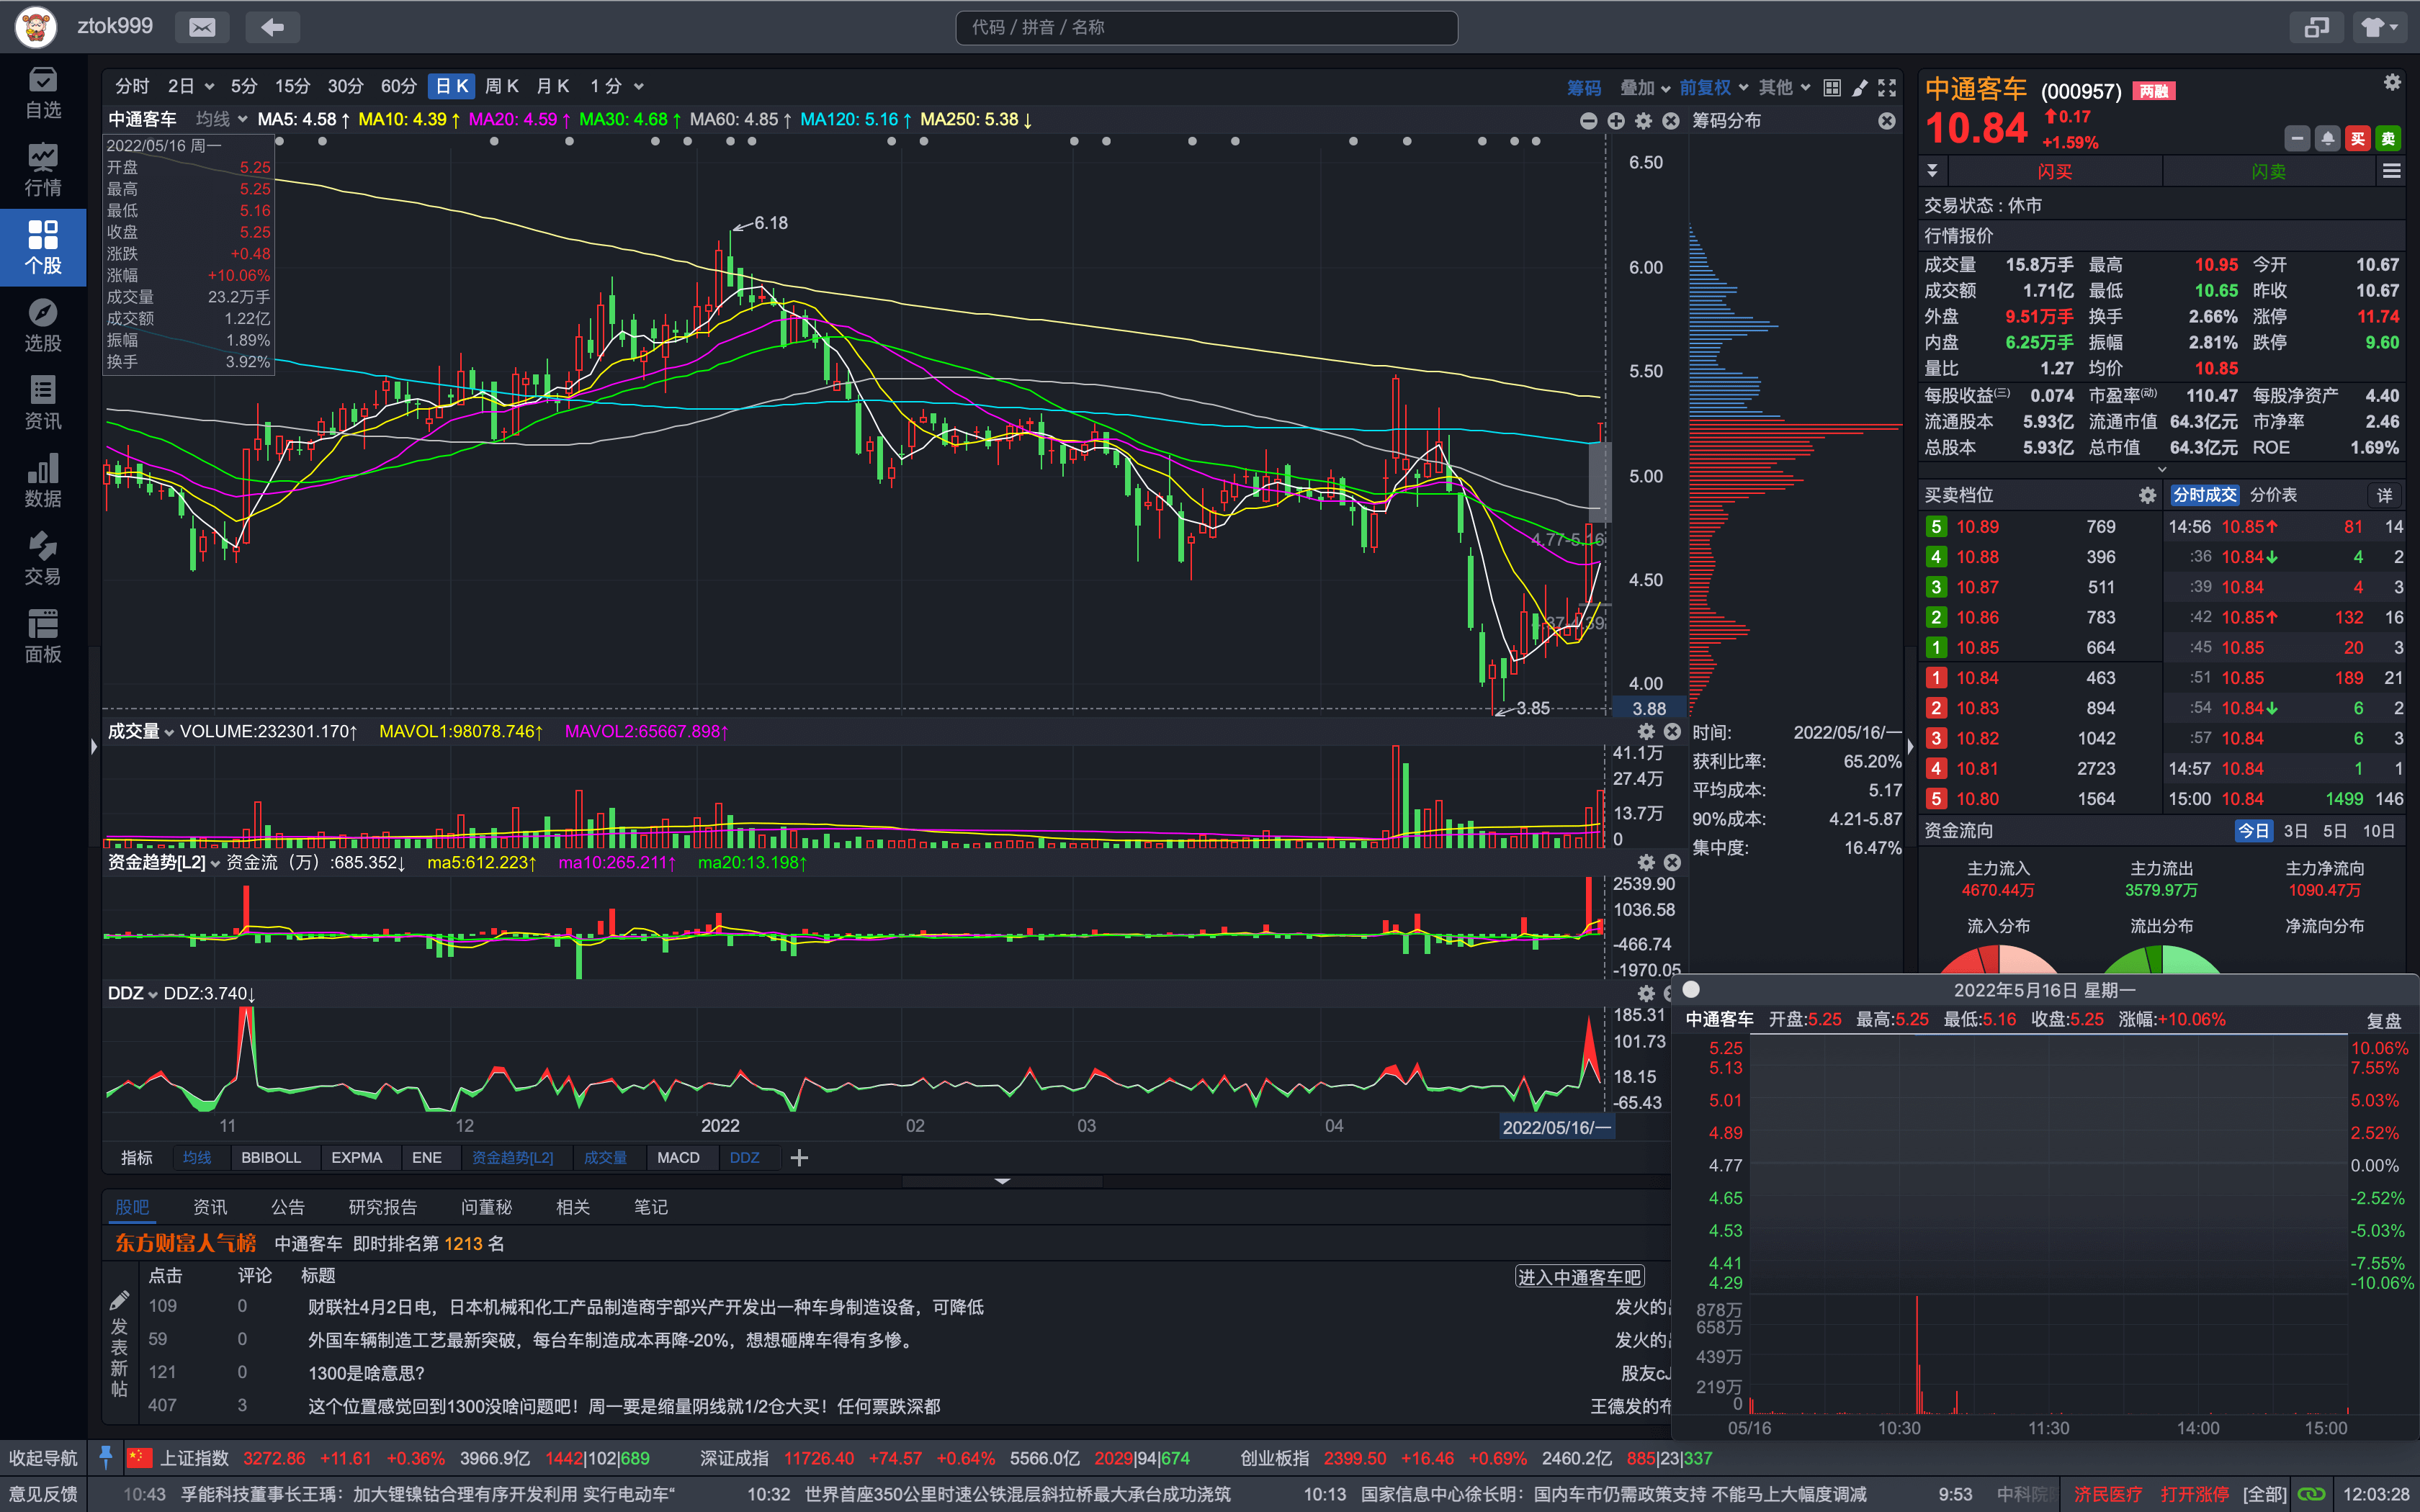 ztok999
代码 / 拼音 / 名称
自选
行情
个股
选股
资讯
数据
交易
面板
分时 2日 5分 15分 30分 60分 日K 周K 月K 1分
筹码 叠加 前复权 其他
中通客车 均线 MA5: 4.58↑ MA10: 4.39↑ MA20: 4.59↑ MA30: 4.68↑ MA60: 4.85↑ MA120: 5.16↑ MA250: 5.38↓
筹码分布
2022/05/16 周一
开盘 5.25
最高 5.25
最低 5.16
收盘 5.25
涨跌 +0.48
涨幅 +10.06%
成交量 23.2万手
成交额 1.22亿
振幅 1.89%
换手 3.92%
6.18
4.77-5.16
4.37-4.39
3.85
6.50
6.00
5.50
5.00
4.50
4.00
3.88
成交量 VOLUME:232301.170↑ MAVOL1:98078.746↑ MAVOL2:65667.898↑
41.1万
27.4万
13.7万
0
时间: 2022/05/16/一
获利比率: 65.20%
平均成本: 5.17
90%成本: 4.21-5.87
集中度: 16.47%
资金趋势[L2] 资金流（万）:685.352↓ ma5:612.223↑ ma10:265.211↑ ma20:13.198↑
2539.90
1036.58
-466.74
-1970.05
DDZ DDZ:3.740↓
185.31
101.73
18.15
-65.43
11 12 2022 02 03 04 2022/05/16/一
指标 均线 BBIBOLL EXPMA ENE 资金趋势[L2] 成交量 MACD DDZ
股吧 资讯 公告 研究报告 问董秘 相关 笔记
东方财富人气榜 中通客车 即时排名第 1213 名
点击 评论 标题
进入中通客车吧
发表新帖
109 0 财联社4月2日电，日本机械和化工产品制造商宇部兴产开发出一种车身制造设备，可降低 发火的
59 0 外国车辆制造工艺最新突破，每台车制造成本再降-20%，想想砸牌车得有多惨。 发火的
121 0 1300是啥意思？ 股友cJ
407 3 这个位置感觉回到1300没啥问题吧！周一要是缩量阴线就1/2仓大买！任何票跌深都 王德发的
中通客车 (000957) 两融
10.84 0.17
+1.59%
买 卖
闪买 闪卖
交易状态 : 休市
行情报价
成交量 15.8万手 最高 10.95 今开 10.67
成交额 1.71亿 最低 10.65 昨收 10.67
外盘 9.51万手 换手 2.66% 涨停 11.74
内盘 6.25万手 振幅 2.81% 跌停 9.60
量比 1.27 均价 10.85
每股收益(三) 0.074 市盈率(动) 110.47 每股净资产 4.40
流通股本 5.93亿 流通市值 64.3亿元 市净率 2.46
总股本 5.93亿 总市值 64.3亿元 ROE 1.69%
买卖档位 分时成交 分价表 详
5 10.89 769 14:56 10.85↑ 81 14
4 10.88 396 :36 10.84↓ 4 2
3 10.87 511 :39 10.84 4 3
2 10.86 783 :42 10.85↑ 132 16
1 10.85 664 :45 10.85 20 3
1 10.84 463 :51 10.85 189 21
2 10.83 894 :54 10.84↓ 6 2
3 10.82 1042 :57 10.84 6 3
4 10.81 2723 14:57 10.84 1 1
5 10.80 1564 15:00 10.84 1499 146
资金流向 今日 3日 5日 10日
主力流入 主力流出 主力净流向
4670.44万 3579.97万 1090.47万
流入分布 流出分布 净流向分布
2022年5月16日 星期一
中通客车 开盘:5.25 最高:5.25 最低:5.16 收盘:5.25 涨幅:+10.06% 复盘
5.25 10.06%
5.13 7.55%
5.01 5.03%
4.89 2.52%
4.77 0.00%
4.65 -2.52%
4.53 -5.03%
4.41 -7.55%
4.29 -10.06%
878万
658万
439万
219万
0
05/16 10:30 11:30 14:00 15:00
收起导航 上证指数 3272.86 +11.61 +0.36% 3966.9亿 1442|102|689 深证成指 11726.40 +74.57 +0.64% 5566.0亿 2029|94|674 创业板指 2399.50 +16.46 +0.69% 2460.2亿 885|23|337
意见反馈 10:43 孚能科技董事长王瑀：加大锂镍钴合理有序开发利用 实行电动车“ 10:32 世界首座350公里时速公铁混层斜拉桥最大承台成功浇筑 10:13 国家信息中心徐长明：国内车市仍需政策支持 不能马上大幅度调减 9:53 中科院 济民医疗 打开涨停 [全部] 12:03:28